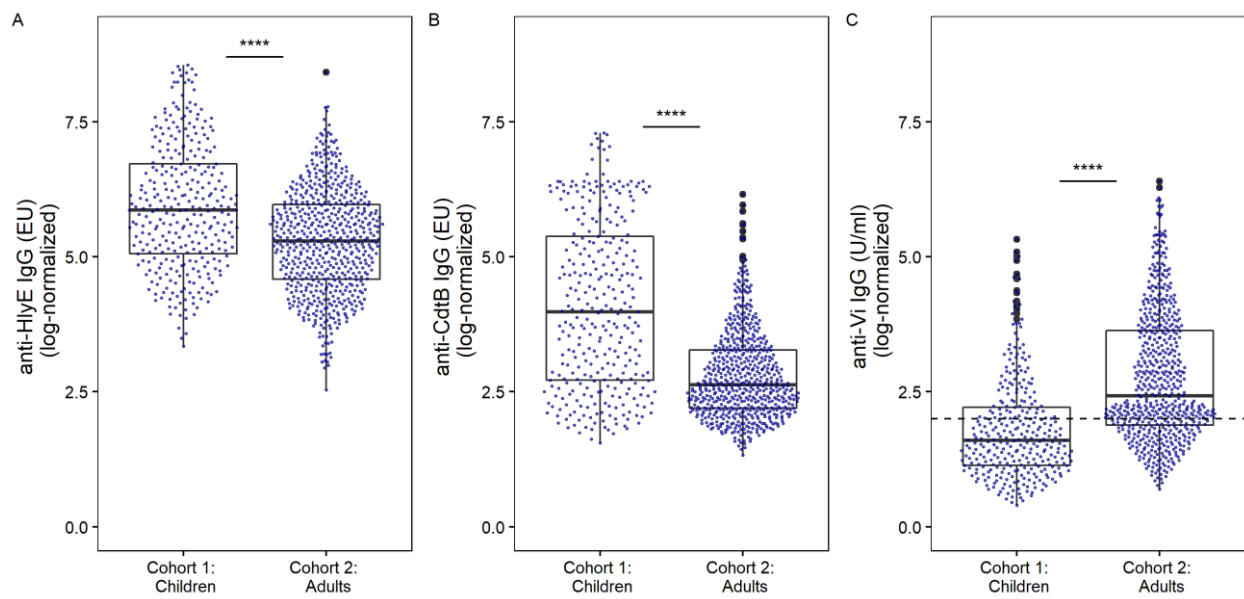 A
anti-HlyE IgG (EU)
(log-normalized)
7.5
5.0
2.5
0.0
****
Cohort 1:
Children
Cohort 2:
Adults
B
anti-CdtB IgG (EU)
(log-normalized)
7.5
5.0
2.5
0.0
****
Cohort 1:
Children
Cohort 2:
Adults
C
anti-Vi IgG (U/ml)
(log-normalized)
7.5
5.0
2.5
0.0
****
Cohort 1:
Children
Cohort 2:
Adults